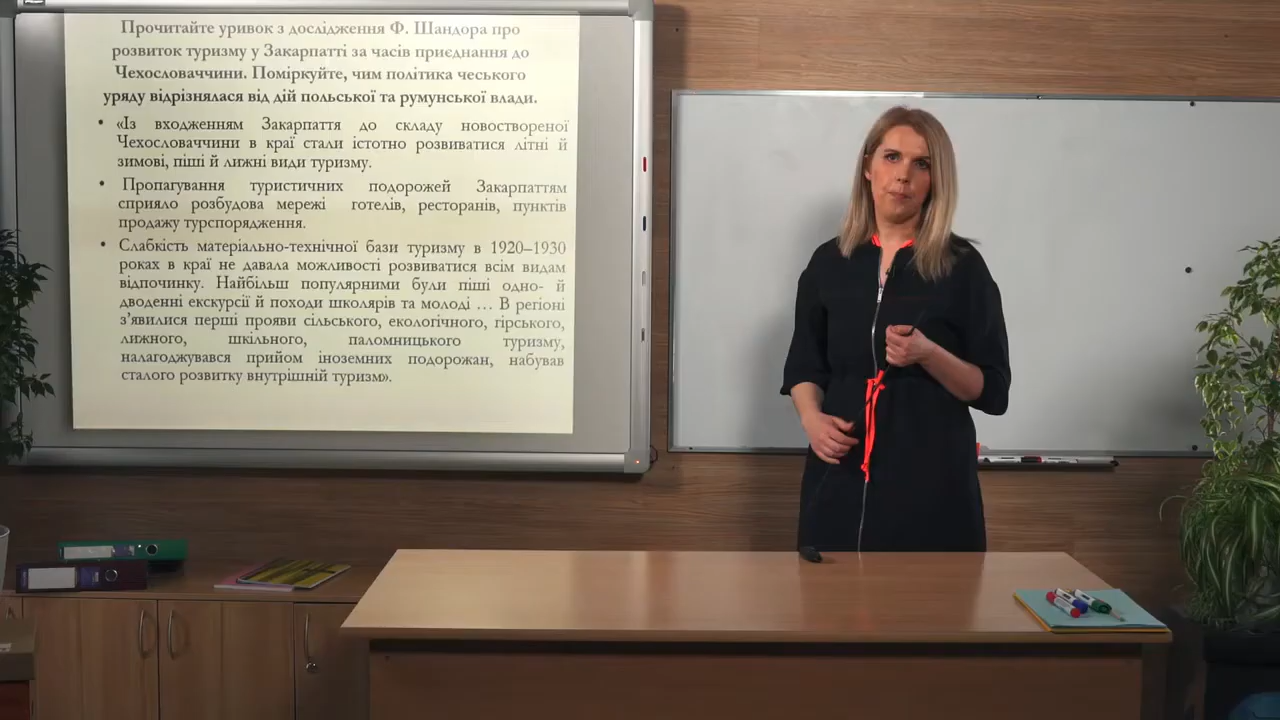 Прочитайте уривок з дослідження Ф. Шандора про
розвиток туризму у Закарпатті за часів приєднання до
Чехословаччини. Поміркуйте, чим політика чеського
уряду відрізнялася від дій польської та румунської влади.
• «Із входженням Закарпаття до складу новоствореної
Чехословаччини в краї стали істотно розвиватися літні й
зимові, піші й лижні види туризму.
• Пропагування туристичних подорожей Закарпаттям
сприяло розбудова мережі готелів, ресторанів, пунктів
продажу турспорядження.
• Слабкість матеріально-технічної бази туризму в 1920–1930
роках в краї не давала можливості розвиватися всім видам
відпочинку. Найбільш популярними були піші одно- й
дводенні екскурсії й походи школярів та молоді … В регіоні
з’явилися перші прояви сільського, екологічного, гірського,
лижного, шкільного, паломницького туризму,
налагоджувався прийом іноземних подорожан, набував
сталого розвитку внутрішній туризм».